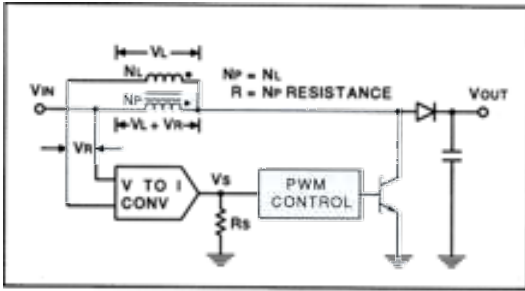 VL
NL
NP = NL
R = NP RESISTANCE
VIN
NP
VOUT
VL + VR
VR
V TO I
CONV
VS
RS
PWM
CONTROL